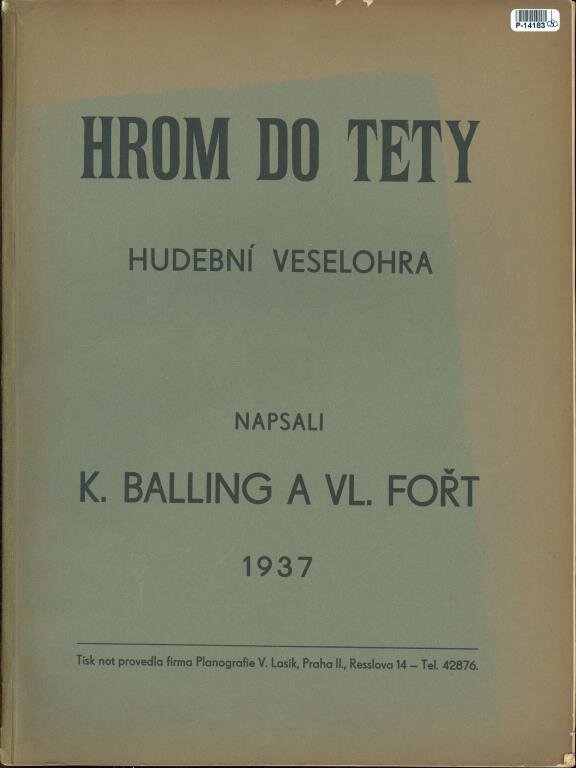 P-14183
HROM DO TETY
HUDEBNÍ VESELOHRA
NAPSALI
K. BALLING A VL. FOŘT
1937
Tisk not provedla firma Planografie V. Lasík, Praha II., Resslova 14 – Tel. 42876.